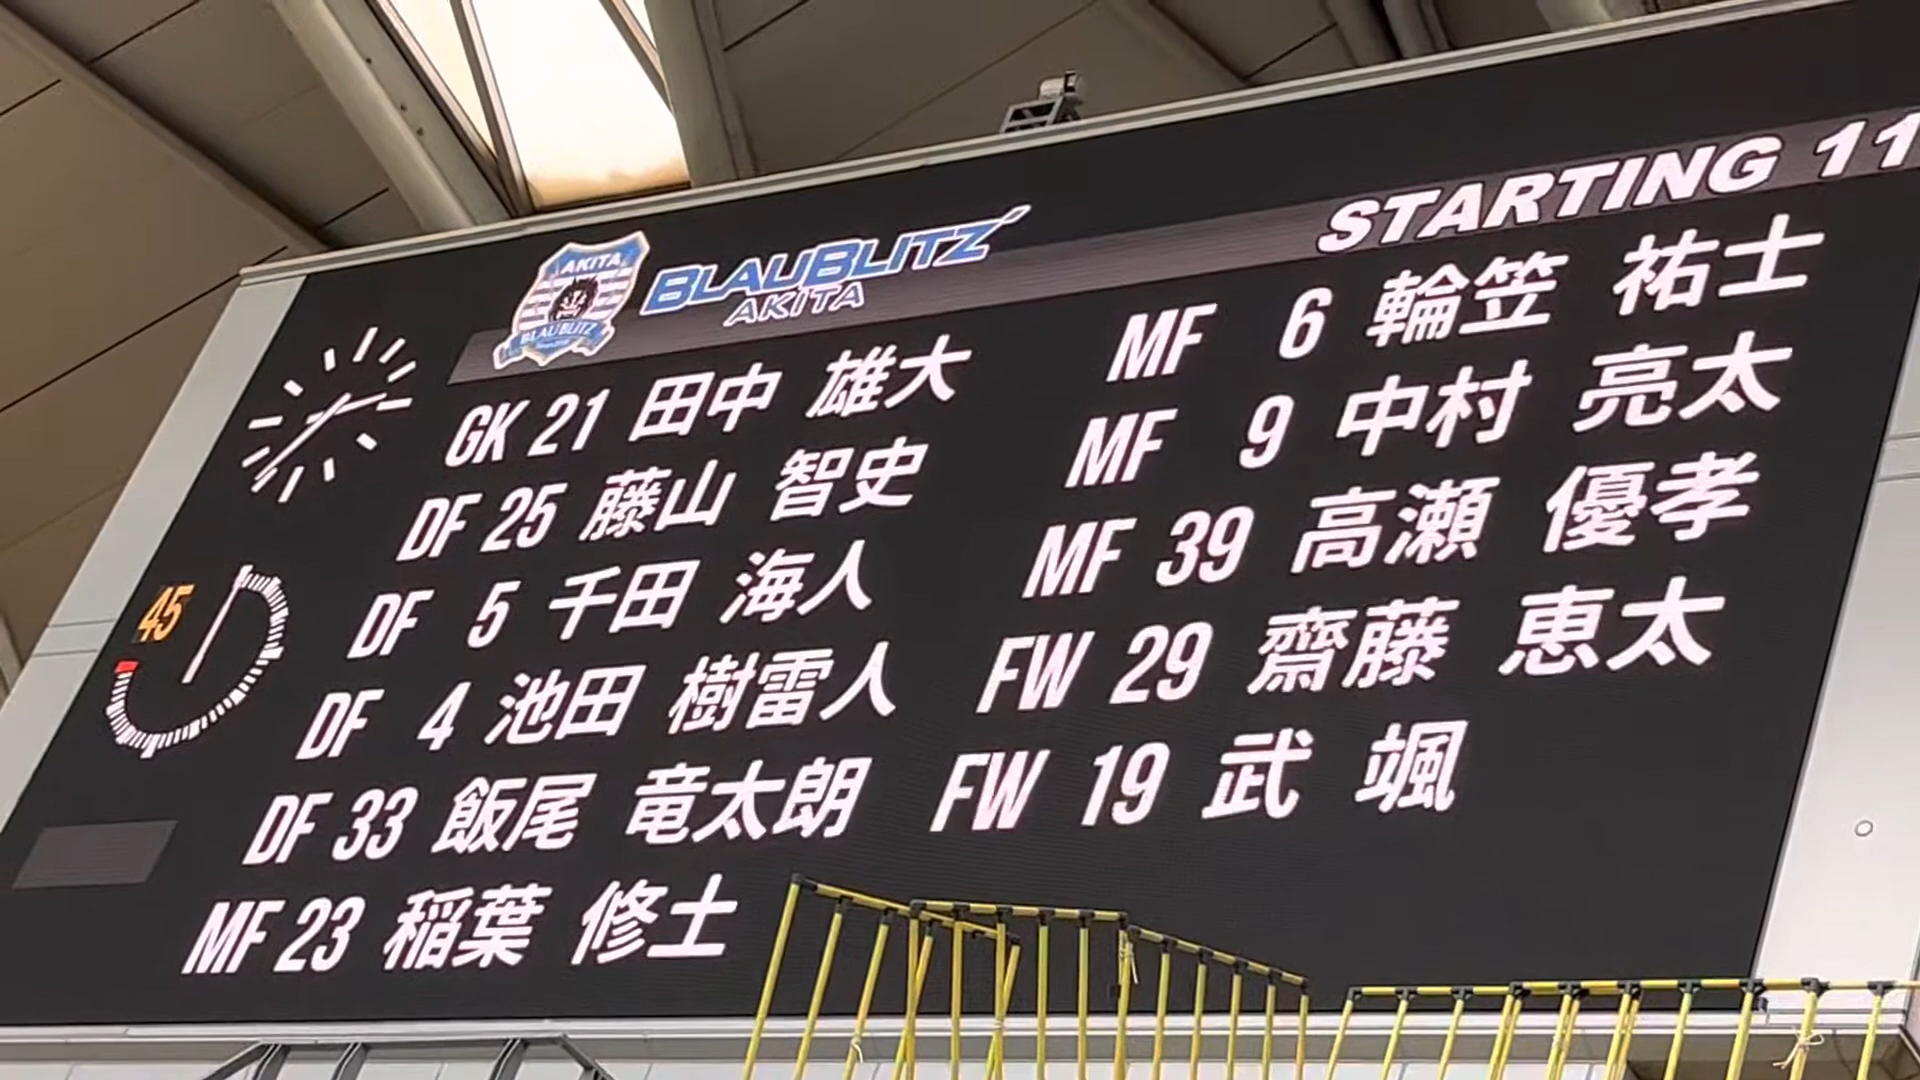 AKITA
BLAUBLITZ
BLAUBLITZ
AKITA
STARTING 11
GK 21 田中 雄大
DF 25 藤山 智史
DF 5 千田 海人
DF 4 池田 樹雷人
DF 33 飯尾 竜太朗
MF 23 稲葉 修土
MF 6 輪笠 祐士
MF 9 中村 亮太
MF 39 高瀬 優孝
FW 29 齋藤 恵太
FW 19 武 颯
45